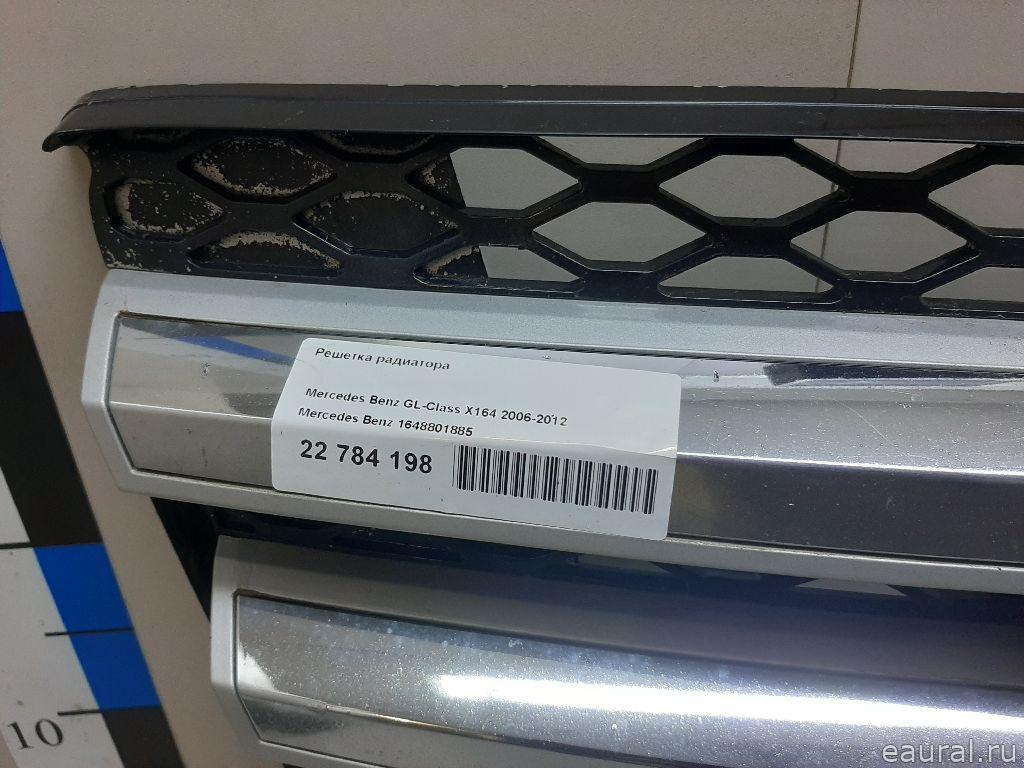 Решетка радиатора
Mercedes Benz GL-Class X164 2006-2012
Mercedes Benz 1648801885
22 784 198
10
eaural.ru